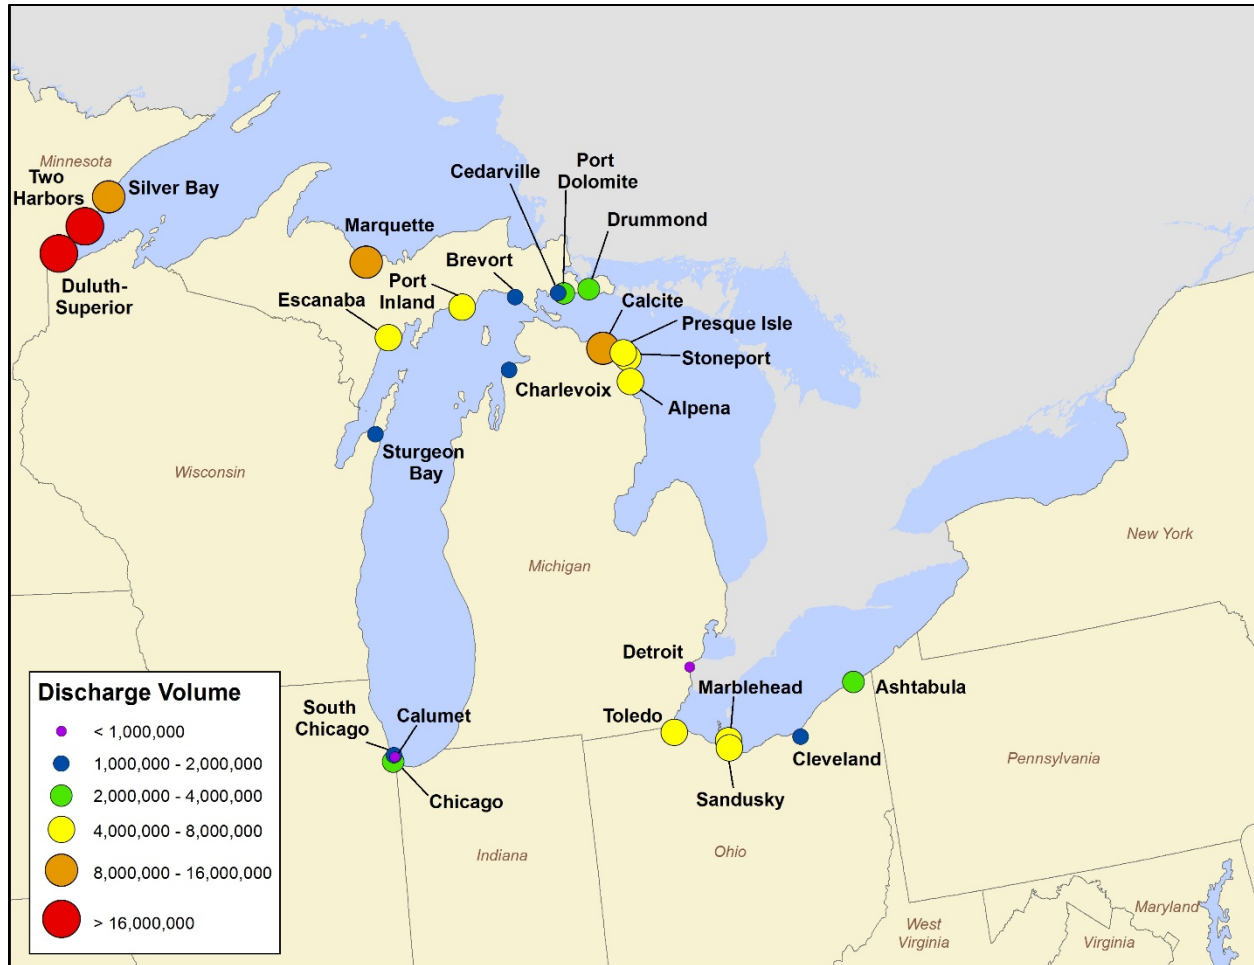 Minnesota
Two
Harbors
Silver Bay
Duluth-
Superior
Marquette
Escanaba
Port
Inland
Brevort
Cedarville
Port
Dolomite
Drummond
Calcite
Presque Isle
Stoneport
Alpena
Charlevoix
Sturgeon
Bay
Wisconsin
Michigan
New York
Detroit
Marblehead
Toledo
Ashtabula
Cleveland
Sandusky
South
Chicago
Calumet
Chicago
Pennsylvania
Indiana
Ohio
West
Virginia
Virginia
Maryland
Discharge Volume
< 1,000,000
1,000,000 - 2,000,000
2,000,000 - 4,000,000
4,000,000 - 8,000,000
8,000,000 - 16,000,000
> 16,000,000